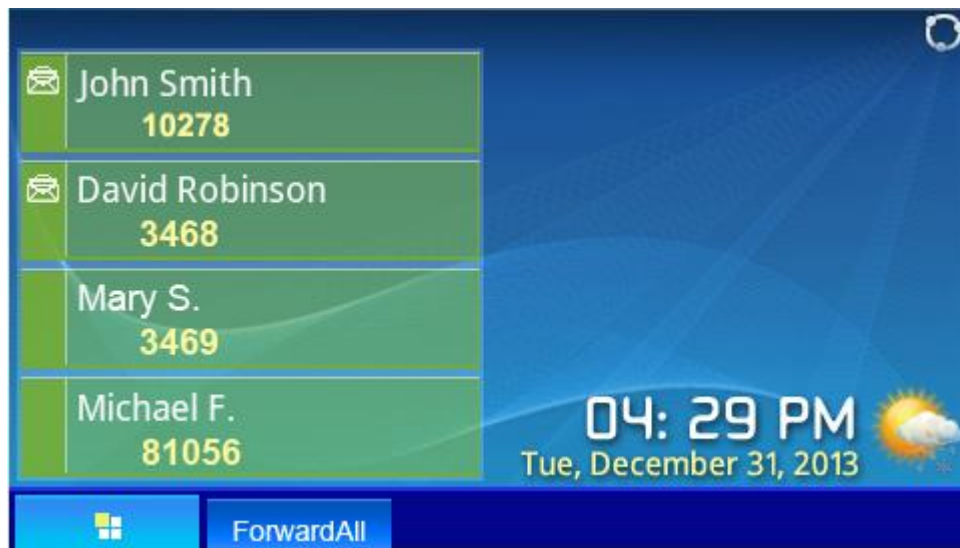 John Smith
10278
David Robinson
3468
Mary S.
3469
Michael F.
81056
04: 29 PM
Tue, December 31, 2013
ForwardAll